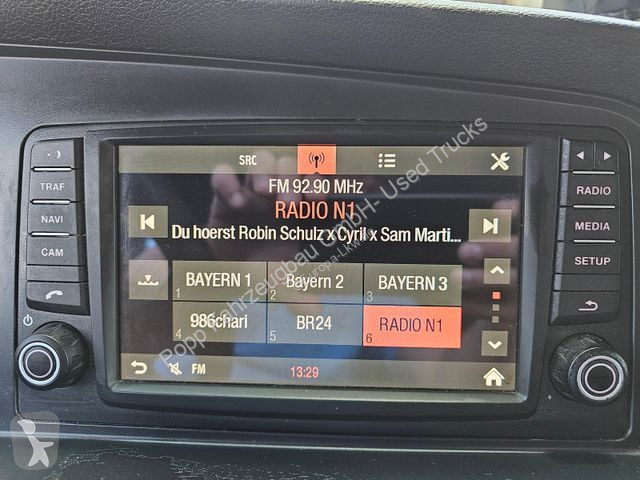 SRC
TRAF
NAVI
CAM
FM 92.90 MHz
RADIO N1
Du hoerst Robin Schulz x Cyril x Sam Marti...
BAYERN 1
1
Bayern 2
2
BAYERN 3
3
986chari
4
BR24
5
RADIO N1
6
FM
13:29
RADIO
MEDIA
SETUP
Popp Fahrzeugbau GmbH- Used Trucks
Europa-LKW